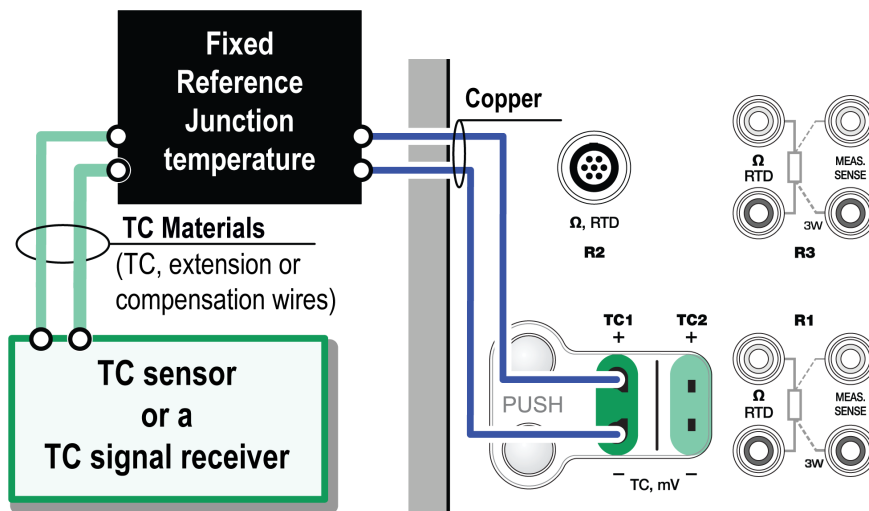 Fixed
Reference
Junction
temperature
Copper
TC Materials
(TC, extension or
compensation wires)
TC sensor
or a
TC signal receiver
Ω, RTD
R2
Ω
RTD
MEAS.
SENSE
3W
R3
TC1
+
TC2
+
PUSH
–
–
TC, mV
R1
Ω
RTD
MEAS.
SENSE
3W